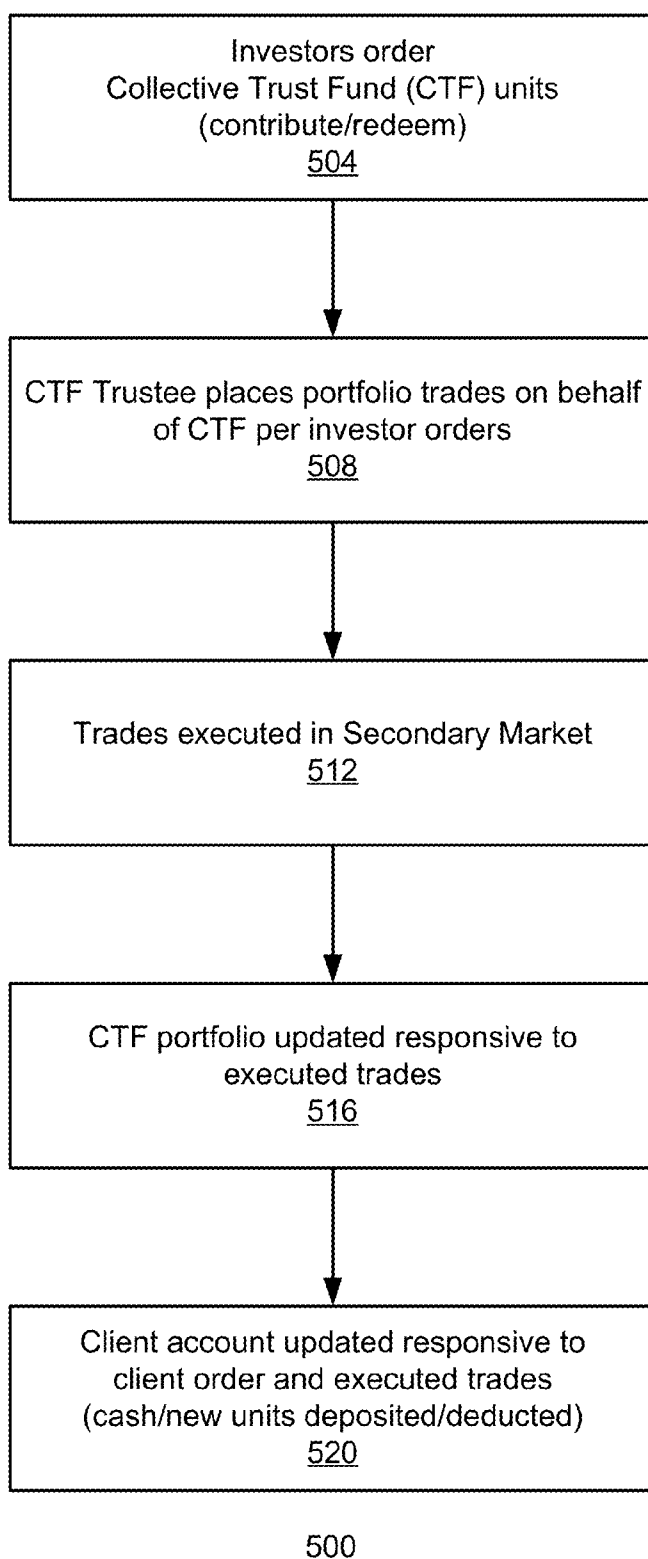 Investors order
Collective Trust Fund (CTF) units
(contribute/redeem)
504
CTF Trustee places portfolio trades on behalf
of CTF per investor orders
508
Trades executed in Secondary Market
512
CTF portfolio updated responsive to
executed trades
516
Client account updated responsive to
client order and executed trades
(cash/new units deposited/deducted)
520
500